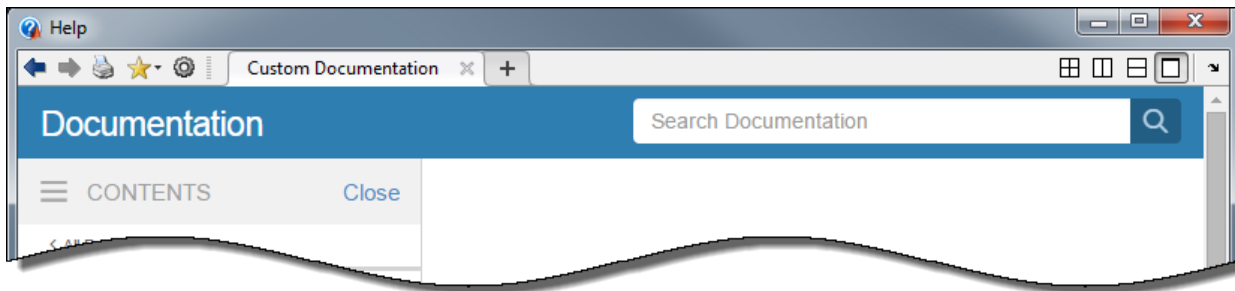 Help
Custom Documentation
Documentation
Search Documentation
CONTENTS
Close